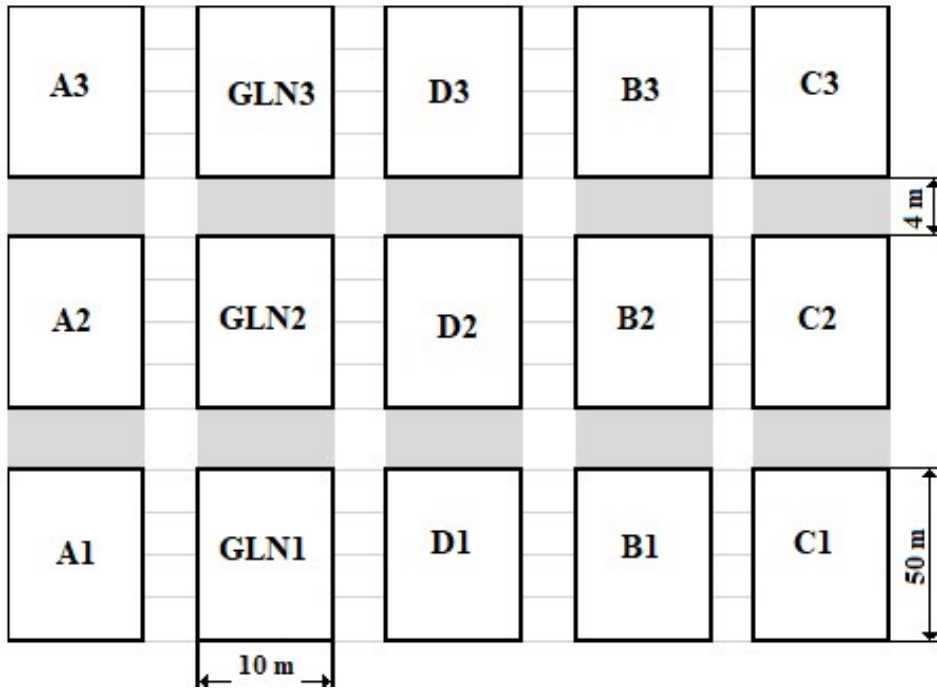 A3 GLN3 D3 B3 C3
4 m
A2 GLN2 D2 B2 C2
A1 GLN1 D1 B1 C1
50 m
10 m